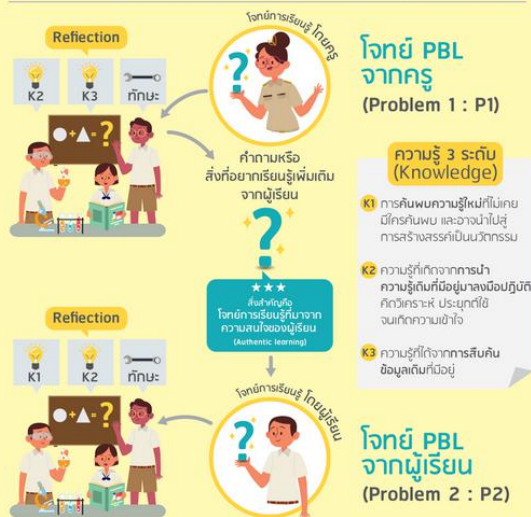 Refiection
K2
K3
ทักษะ
โจทย์การเรียนรู้ โดยครู
โจทย์ PBL
จากครู
(Problem 1 : P1)
คำถามหรือ
สิ่งที่อยากเรียนรู้เพิ่มเติม
จากผู้เรียน
ความรู้ 3 ระดับ
(Knowledge)
K1 การค้นพบความรู้ใหม่ที่ไม่เคย
มีใครค้นพบ และอาจนำไปสู่
การสร้างสรรค์เป็นนวัตกรรม
K2 ความรู้ที่เกิดจากการนำ
ความรู้เดิมที่มีอยู่มาลงมือปฏิบัติ
คิดวิเคราะห์ ประยุกต์ใช้
จนเกิดความเข้าใจ
K3 ความรู้ที่ได้จากการสืบค้น
ข้อมูลเดิมที่มีอยู่
สิ่งสำคัญคือ
โจทย์การเรียนรู้ที่มาจาก
ความสนใจของผู้เรียน
(Authentic learning)
Refiection
K1
K2
ทักษะ
โจทย์การเรียนรู้ โดยผู้เรียน
โจทย์ PBL
จากผู้เรียน
(Problem 2 : P2)